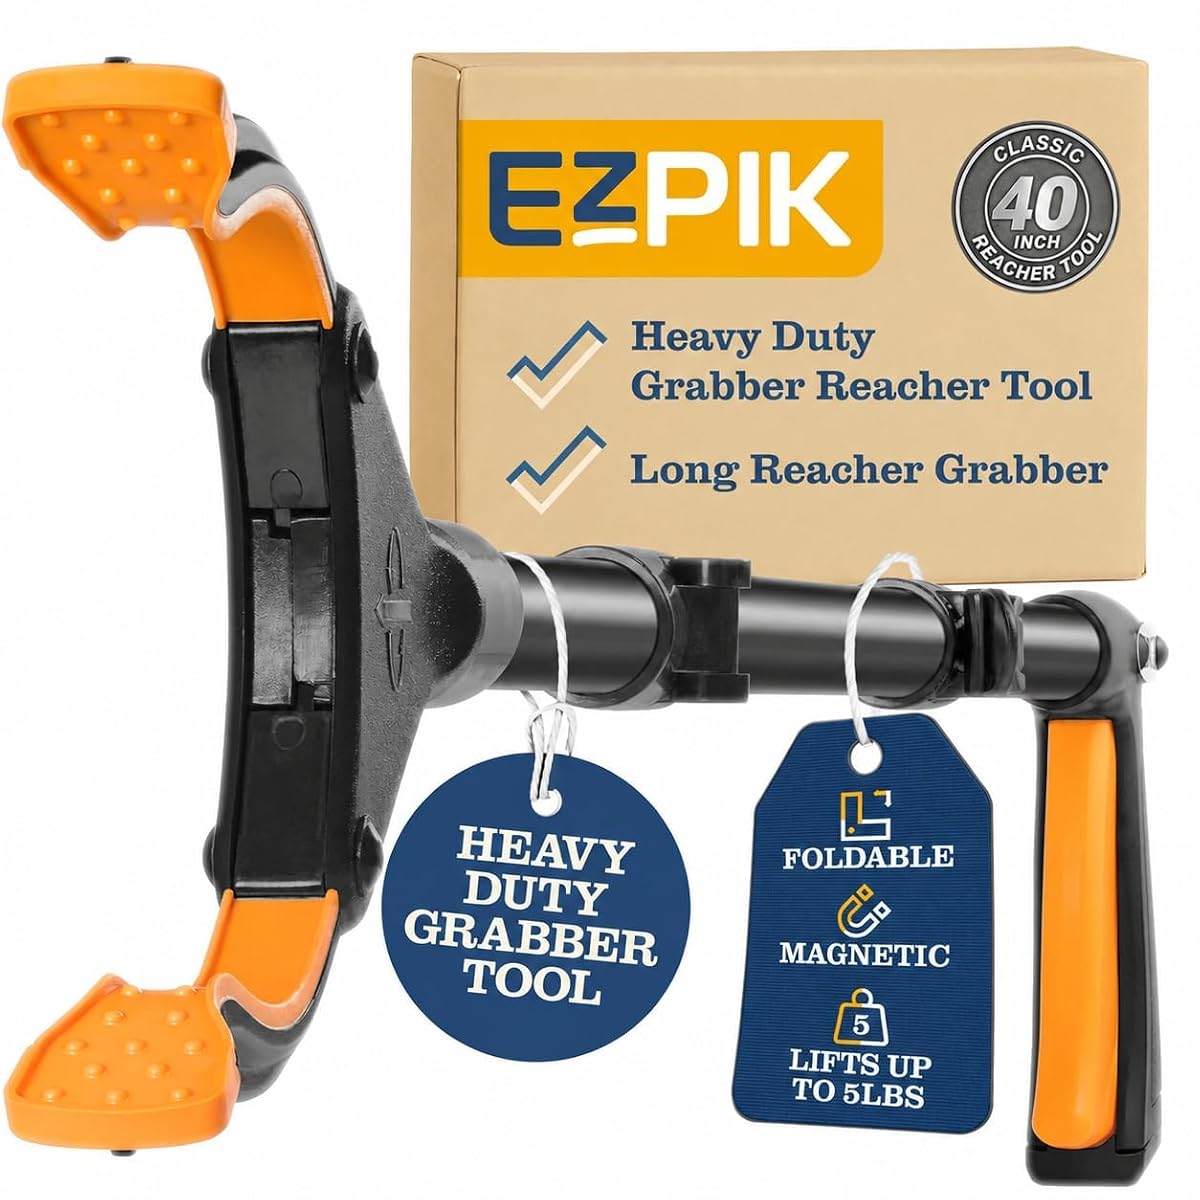 EZPIK
CLASSIC
40
INCH
REACHER TOOL
Heavy Duty
Grabber Reacher Tool
Long Reacher Grabber
HEAVY
DUTY
GRABBER
TOOL
FOLDABLE
MAGNETIC
5
LIFTS UP
TO 5LBS